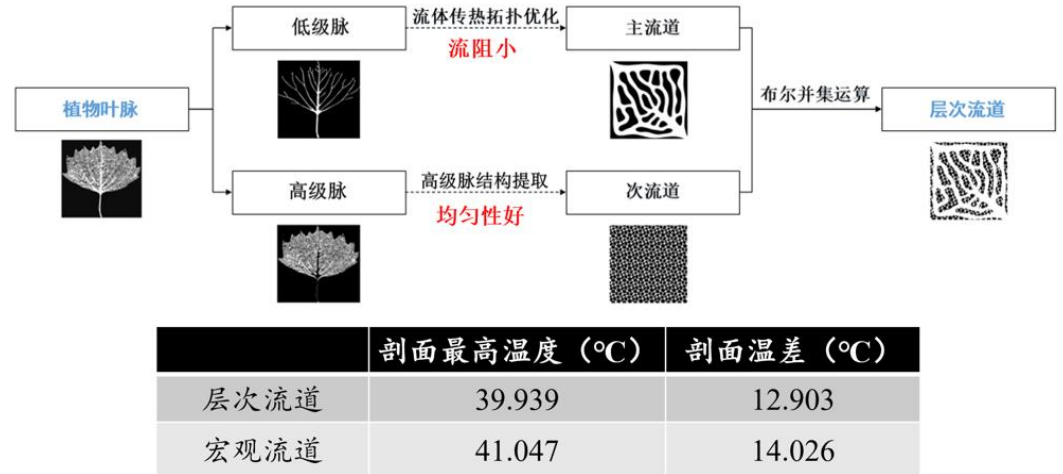 低级脉
流体传热拓扑优化
流阻小
主流道
植物叶脉
布尔并集运算
层次流道
高级脉
高级脉结构提取
均匀性好
次流道
剖面最高温度（℃） 剖面温差（℃）
层次流道 39.939 12.903
宏观流道 41.047 14.026